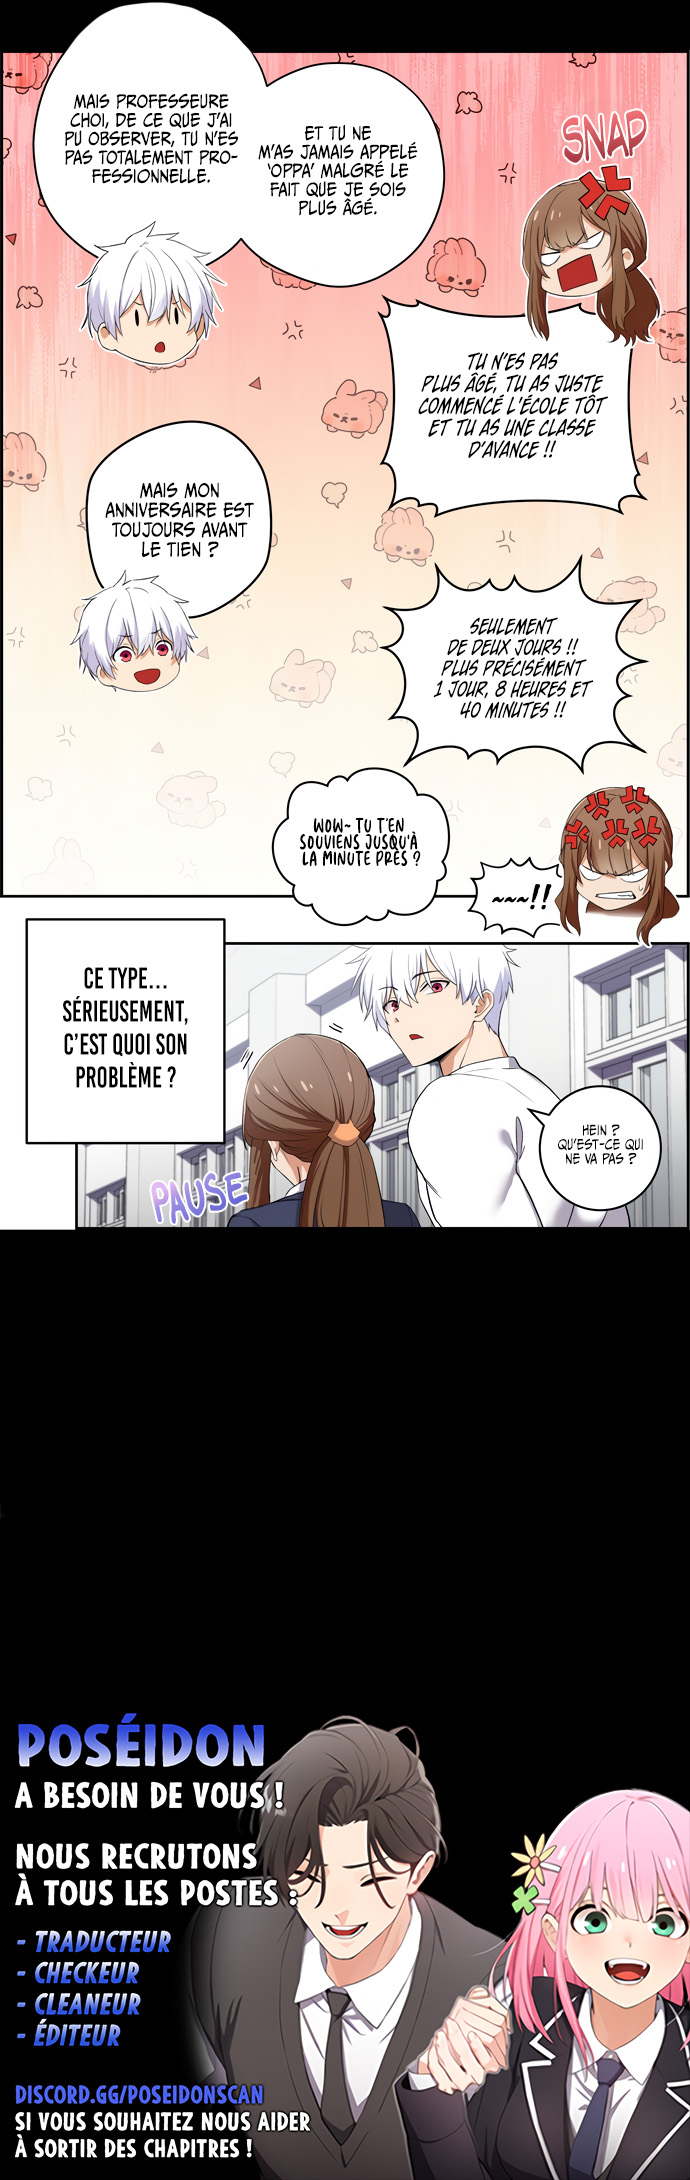 MAIS PROFESSEURE
CHOI, DE CE QUE J'AI
PU OBSERVER, TU N'ES
PAS TOTALEMENT PRO-
FESSIONNELLE.
ET TU NE
M'AS JAMAIS APPELÉ
'OPPA' MALGRÉ LE
FAIT QUE JE SOIS
PLUS ÂGÉ.
SNAP
TU N'ES PAS
PLUS ÂGÉ, TU AS JUSTE
COMMENCÉ L'ÉCOLE TÔT
ET TU AS UNE CLASSE
D'AVANCE !!
MAIS MON
ANNIVERSAIRE EST
TOUJOURS AVANT
LE TIEN ?
SEULEMENT
DE DEUX JOURS !!
PLUS PRÉCISÉMENT
1 JOUR, 8 HEURES ET
40 MINUTES !!
WOW~ TU T'EN
SOUVIENS JUSQU'À
LA MINUTE PRÈS ?
~~~!!
CE TYPE...
SÉRIEUSEMENT,
C'EST QUOI SON
PROBLÈME ?
HEIN ?
QU'EST-CE QUI
NE VA PAS ?
PAUSE
POSÉIDON
A BESOIN DE VOUS !
NOUS RECRUTONS
À TOUS LES POSTES :
- TRADUCTEUR
- CHECKEUR
- CLEANEUR
- ÉDITEUR
DISCORD.GG/POSEIDONSCAN
SI VOUS SOUHAITEZ NOUS AIDER
À SORTIR DES CHAPITRES !